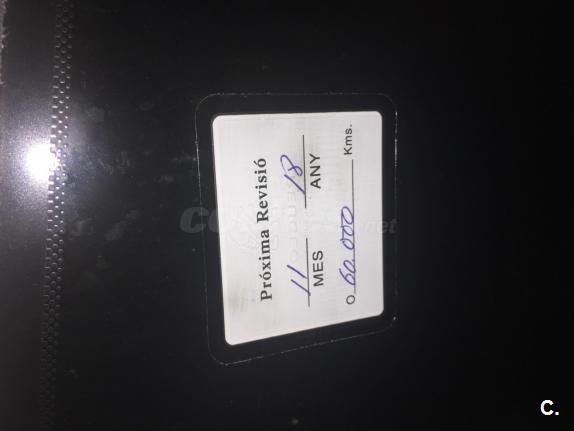 Próxima Revisió
11 18
MES ANY
O 60.000 Kms.
C.